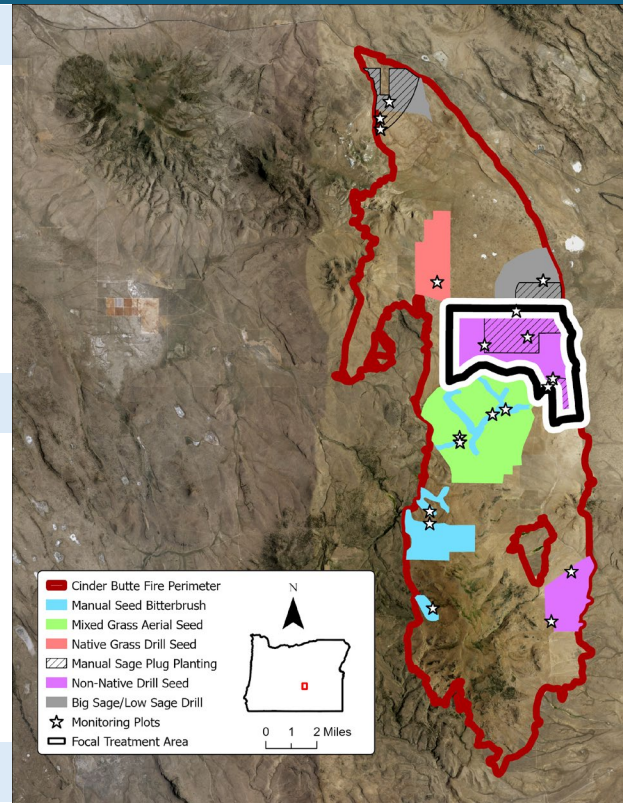 Cinder Butte Fire Perimeter
Manual Seed Bitterbrush
Mixed Grass Aerial Seed
Native Grass Drill Seed
Manual Sage Plug Planting
Non-Native Drill Seed
Big Sage/Low Sage Drill
Monitoring Plots
Focal Treatment Area
N
0 1 2 Miles